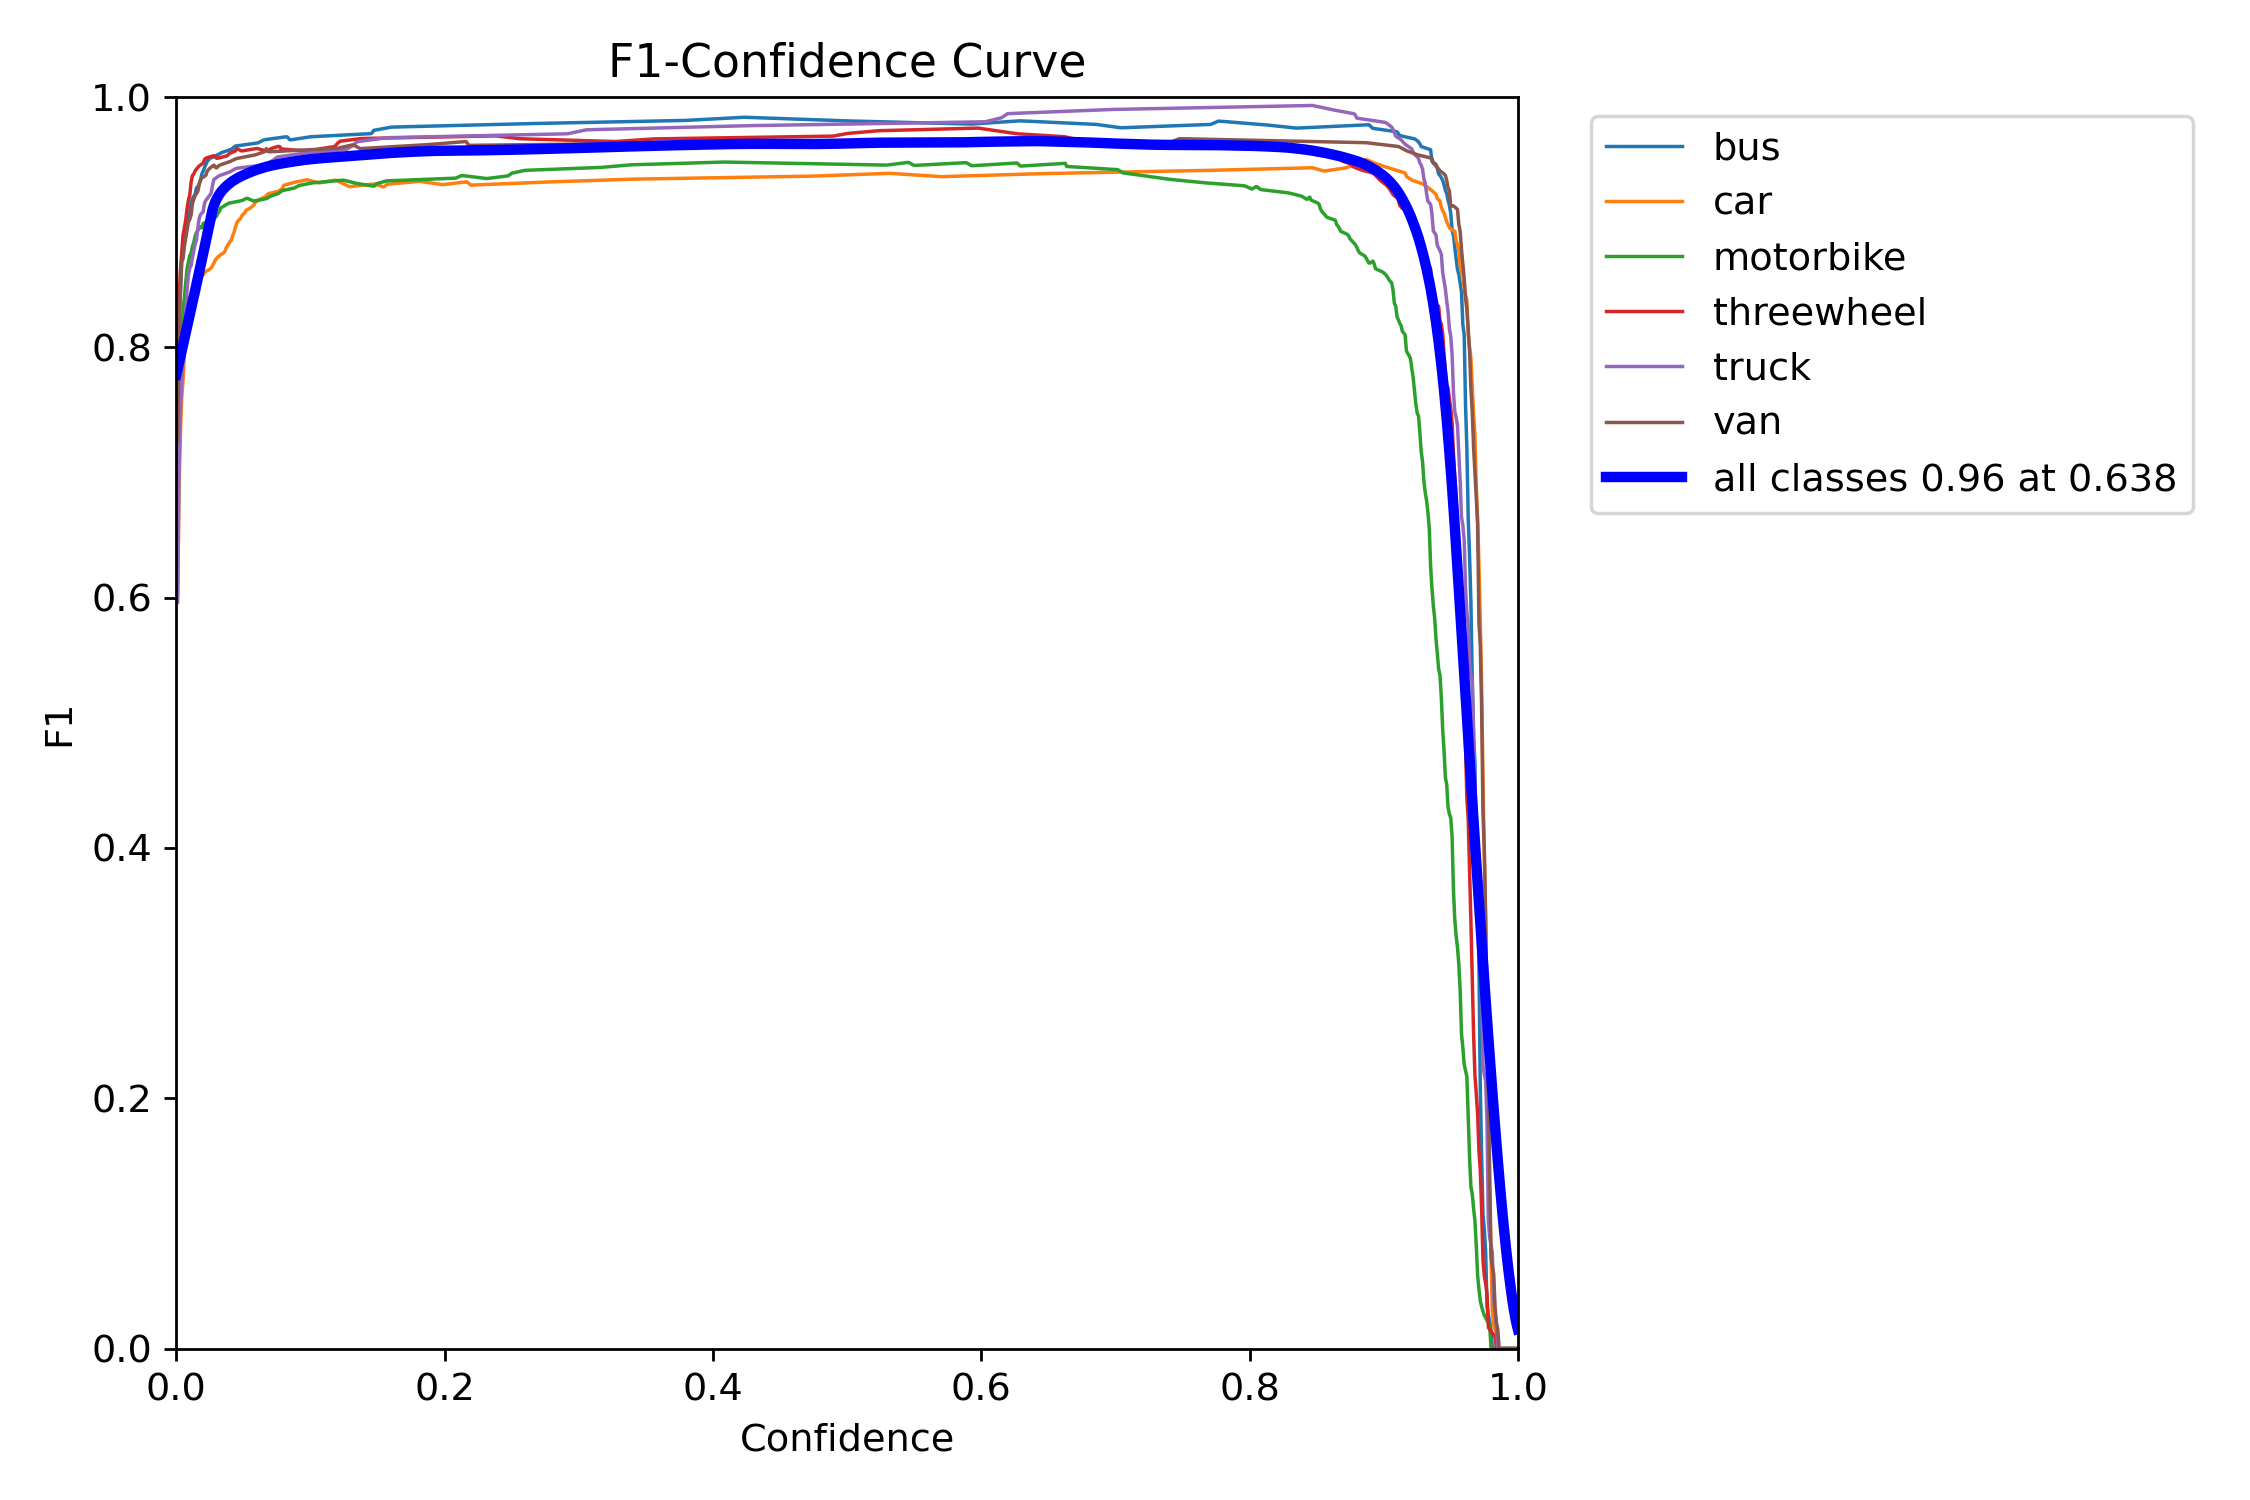 F1-Confidence Curve
1.0
0.8
0.6
0.4
0.2
0.0
F1
0.0 0.2 0.4 0.6 0.8 1.0
Confidence
bus
car
motorbike
threewheel
truck
van
all classes 0.96 at 0.638